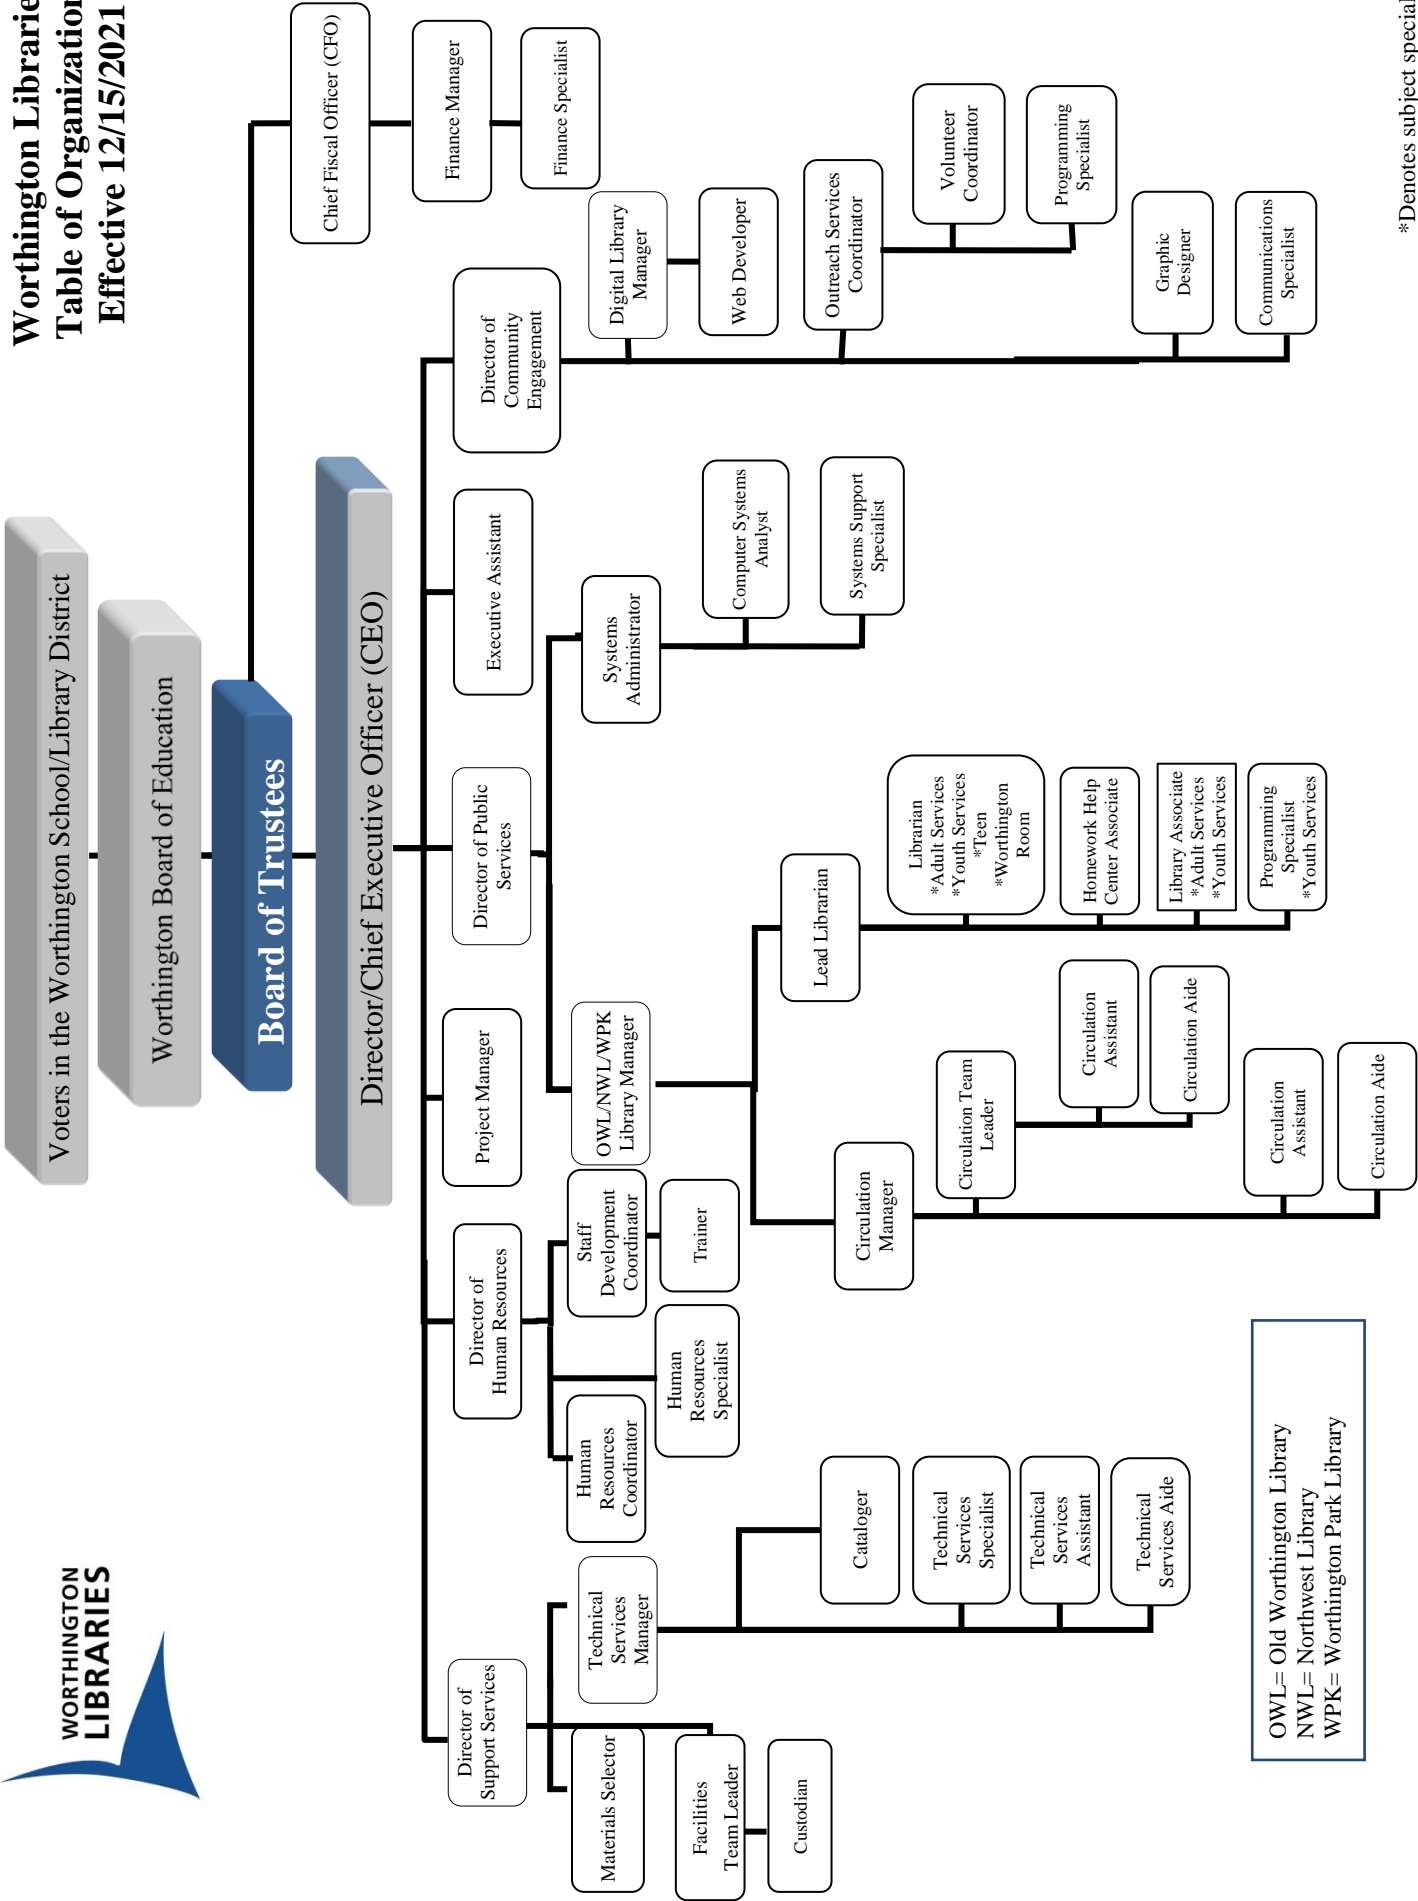 WORTHINGTON
LIBRARIES
Worthington Librarie
Table of Organization
Effective 12/15/2021
Voters in the Worthington School/Library District
Worthington Board of Education
Board of Trustees
Director/Chief Executive Officer (CEO)
Chief Fiscal Officer (CFO)
Finance Manager
Finance Specialist
Director of
Support Services
Director of
Human Resources
Project Manager
Director of Public
Services
Executive Assistant
Director of
Community
Engagement
Materials Selector
Facilities
Team Leader
Custodian
Technical
Services
Manager
Cataloger
Technical
Services
Specialist
Technical
Services
Assistant
Technical
Services Aide
Human
Resources
Coordinator
Human
Resources
Specialist
Staff
Development
Coordinator
Trainer
OWL/NWL/WPK
Library Manager
Circulation
Manager
Circulation Team
Leader
Circulation
Assistant
Circulation Aide
Circulation
Assistant
Circulation Aide
Lead Librarian
Librarian
*Adult Services
*Youth Services
*Teen
*Worthington
Room
Homework Help
Center Associate
Library Associate
*Adult Services
*Youth Services
Programming
Specialist
*Youth Services
Systems
Administrator
Computer Systems
Analyst
Systems Support
Specialist
Digital Library
Manager
Web Developer
Outreach Services
Coordinator
Volunteer
Coordinator
Programming
Specialist
Graphic
Designer
Communications
Specialist
OWL= Old Worthington Library
NWL= Northwest Library
WPK= Worthington Park Library
*Denotes subject special